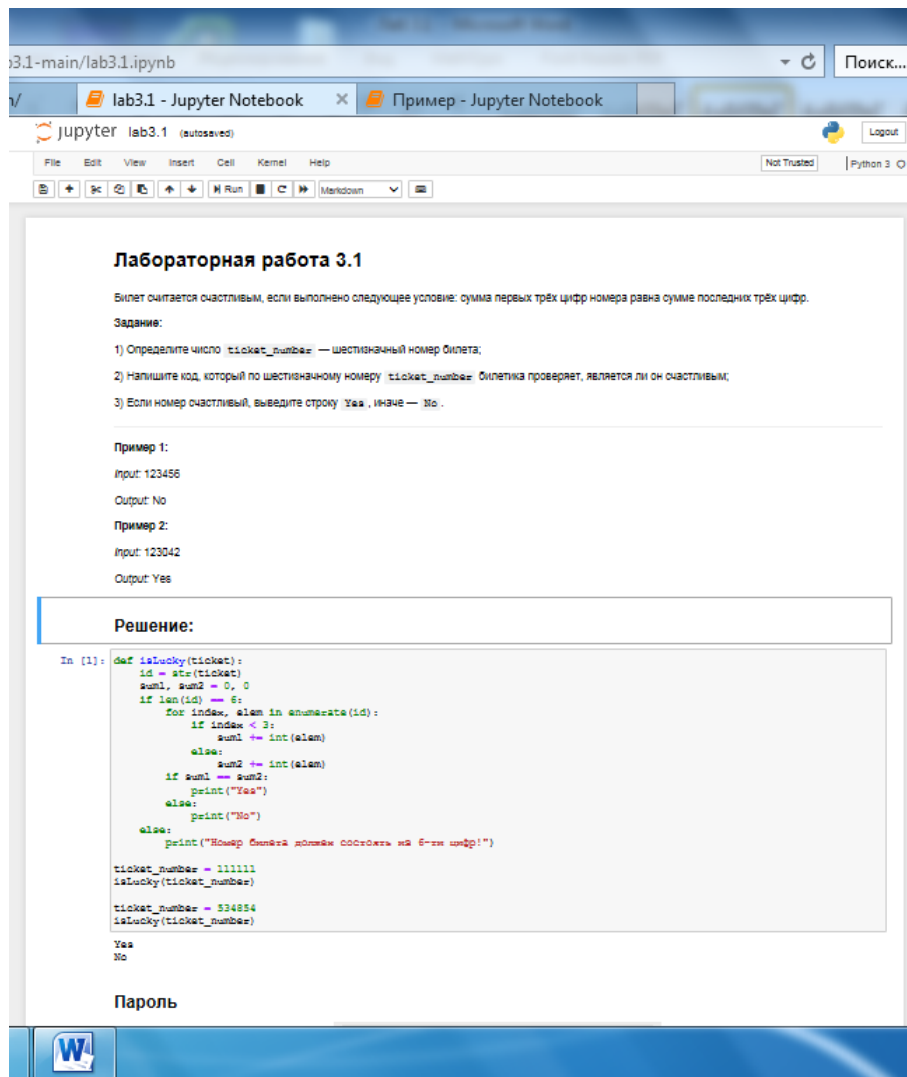 b3.1-main/lab3.1.ipynb
Поиск...
lab3.1 - Jupyter Notebook
Пример - Jupyter Notebook
jupyter lab3.1 (autosaved)
Logout
File Edit View Insert Cell Kernel Help
Not Trusted
Python 3
Run
Markdown
Лабораторная работа 3.1
Билет считается счастливым, если выполнено следующее условие: сумма первых трёх цифр номера равна сумме последних трёх цифр.
Задание:
1) Определите число ticket_number — шестизначный номер билета;
2) Напишите код, который по шестизначному номеру ticket_number билетика проверяет, является ли он счастливым;
3) Если номер счастливый, выведите строку Yes , иначе — No .
Пример 1:
Input: 123456
Output: No
Пример 2:
Input: 123042
Output: Yes
Решение:
In [1]: def isLucky(ticket):
id = str(ticket)
sum1, sum2 = 0, 0
if len(id) == 6:
for index, elem in enumerate(id):
if index < 3:
sum1 += int(elem)
else:
sum2 += int(elem)
if sum1 == sum2:
print("Yes")
else:
print("No")
else:
print("Номер билета должен состоять из 6-ти цифр!")
ticket_number = 111111
isLucky(ticket_number)
ticket_number = 534854
isLucky(ticket_number)
Yes
No
Пароль
W